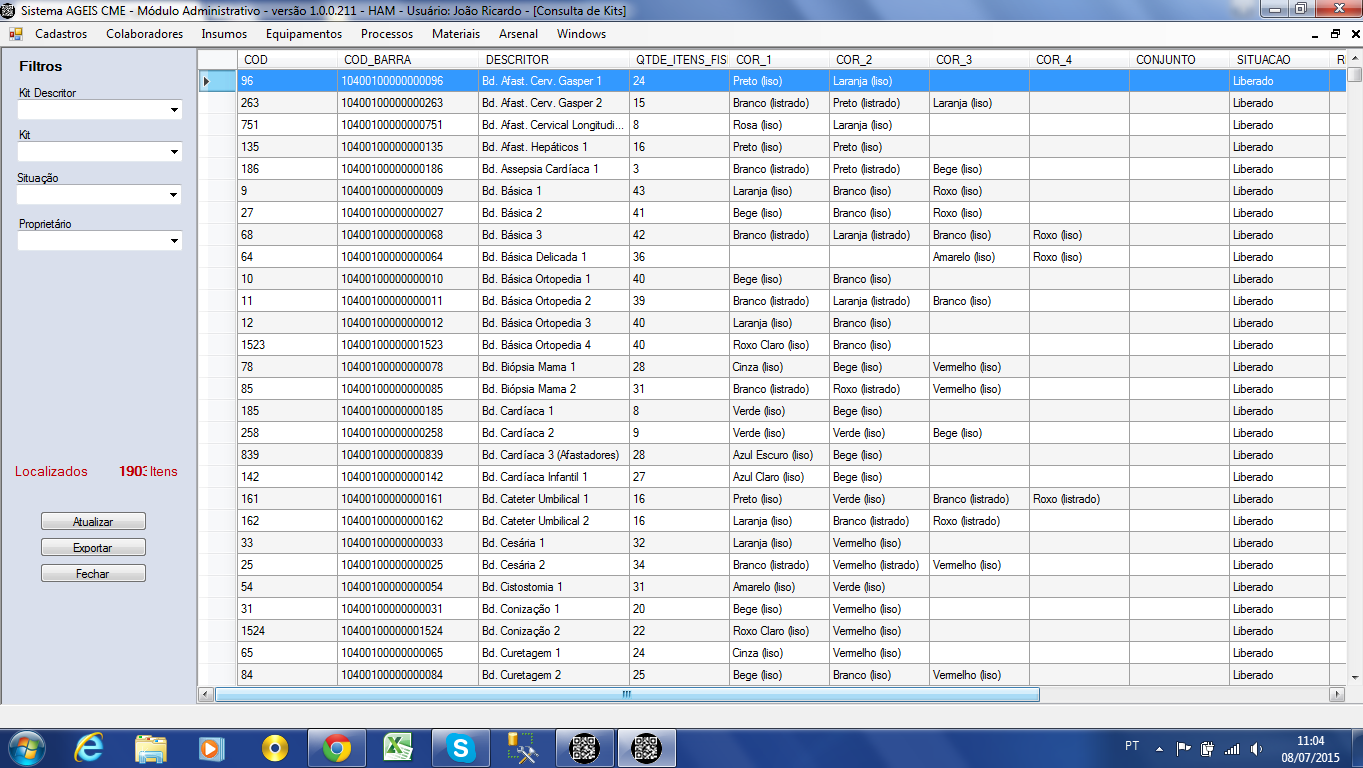 Sistema AGEIS CME - Módulo Administrativo - versão 1.0.0.211 - HAM - Usuário: João Ricardo - [Consulta de Kits]
Cadastros Colaboradores Insumos Equipamentos Processos Materiais Arsenal Windows
Filtros
Kit Descritor
Kit
Situação
Proprietário
Localizados 1903 Itens
Atualizar
Exportar
Fechar
COD COD_BARRA DESCRITOR QTDE_ITENS_FIS COR_1 COR_2 COR_3 COR_4 CONJUNTO SITUACAO R
96 10400100000000096 Bd. Afast. Cerv. Gasper 1 24 Preto (liso) Laranja (liso) Liberado
263 10400100000000263 Bd. Afast. Cerv. Gasper 2 15 Branco (listrado) Preto (listrado) Laranja (liso) Liberado
751 10400100000000751 Bd. Afast. Cervical Longitudi... 8 Rosa (liso) Laranja (liso) Liberado
135 10400100000000135 Bd. Afast. Hepáticos 1 16 Preto (liso) Preto (liso) Liberado
186 10400100000000186 Bd. Assepsia Cardíaca 1 3 Branco (listrado) Preto (listrado) Bege (liso) Liberado
9 10400100000000009 Bd. Básica 1 43 Laranja (liso) Branco (liso) Roxo (liso) Liberado
27 10400100000000027 Bd. Básica 2 41 Bege (liso) Branco (liso) Roxo (liso) Liberado
68 10400100000000068 Bd. Básica 3 42 Branco (listrado) Laranja (listrado) Branco (liso) Roxo (liso) Liberado
64 10400100000000064 Bd. Básica Delicada 1 36 Amarelo (liso) Roxo (liso) Liberado
10 10400100000000010 Bd. Básica Ortopedia 1 40 Bege (liso) Branco (liso) Liberado
11 10400100000000011 Bd. Básica Ortopedia 2 39 Branco (listrado) Laranja (listrado) Branco (liso) Liberado
12 10400100000000012 Bd. Básica Ortopedia 3 40 Laranja (liso) Branco (liso) Liberado
1523 10400100000001523 Bd. Básica Ortopedia 4 40 Roxo Claro (liso) Branco (liso) Liberado
78 10400100000000078 Bd. Biópsia Mama 1 28 Cinza (liso) Bege (liso) Vermelho (liso) Liberado
85 10400100000000085 Bd. Biópsia Mama 2 31 Branco (listrado) Roxo (listrado) Vermelho (liso) Liberado
185 10400100000000185 Bd. Cardíaca 1 8 Verde (liso) Bege (liso) Liberado
258 10400100000000258 Bd. Cardíaca 2 9 Verde (liso) Verde (liso) Bege (liso) Liberado
839 10400100000000839 Bd. Cardíaca 3 (Afastadores) 28 Azul Escuro (liso) Bege (liso) Liberado
142 10400100000000142 Bd. Cardíaca Infantil 1 27 Azul Claro (liso) Bege (liso) Liberado
161 10400100000000161 Bd. Cateter Umbilical 1 16 Preto (liso) Verde (liso) Branco (listrado) Roxo (listrado) Liberado
162 10400100000000162 Bd. Cateter Umbilical 2 16 Laranja (liso) Branco (listrado) Roxo (listrado) Liberado
33 10400100000000033 Bd. Cesária 1 32 Laranja (liso) Vermelho (liso) Liberado
25 10400100000000025 Bd. Cesária 2 34 Branco (listrado) Vermelho (listrado) Vermelho (liso) Liberado
54 10400100000000054 Bd. Cistostomia 1 31 Amarelo (liso) Verde (liso) Liberado
31 10400100000000031 Bd. Conização 1 20 Bege (liso) Vermelho (liso) Liberado
1524 10400100000001524 Bd. Conização 2 22 Roxo Claro (liso) Vermelho (liso) Liberado
65 10400100000000065 Bd. Curetagem 1 24 Cinza (liso) Vermelho (liso) Liberado
84 10400100000000084 Bd. Curetagem 2 25 Bege (liso) Branco (liso) Vermelho (liso) Liberado
PT 11:04
08/07/2015